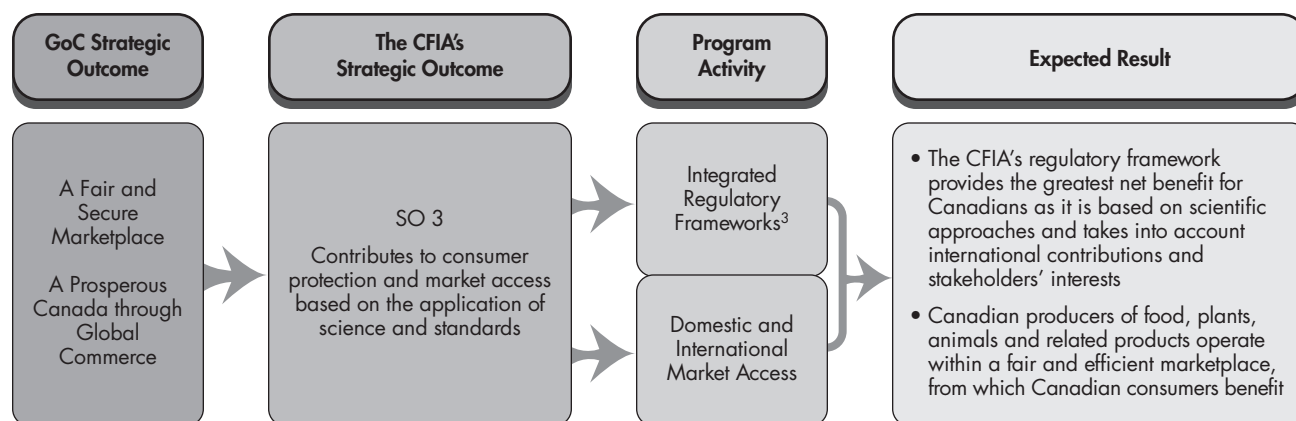 GoC Strategic
Outcome
The CFIA's
Strategic Outcome
Program
Activity
Expected Result
A Fair and
Secure
Marketplace
A Prosperous
Canada through
Global
Commerce
SO 3
Contributes to consumer
protection and market access
based on the application of
science and standards
Integrated
Regulatory
Frameworks³
Domestic and
International
Market Access
• The CFIA's regulatory framework
provides the greatest net benefit for
Canadians as it is based on scientific
approaches and takes into account
international contributions and
stakeholders' interests
• Canadian producers of food, plants,
animals and related products operate
within a fair and efficient marketplace,
from which Canadian consumers benefit